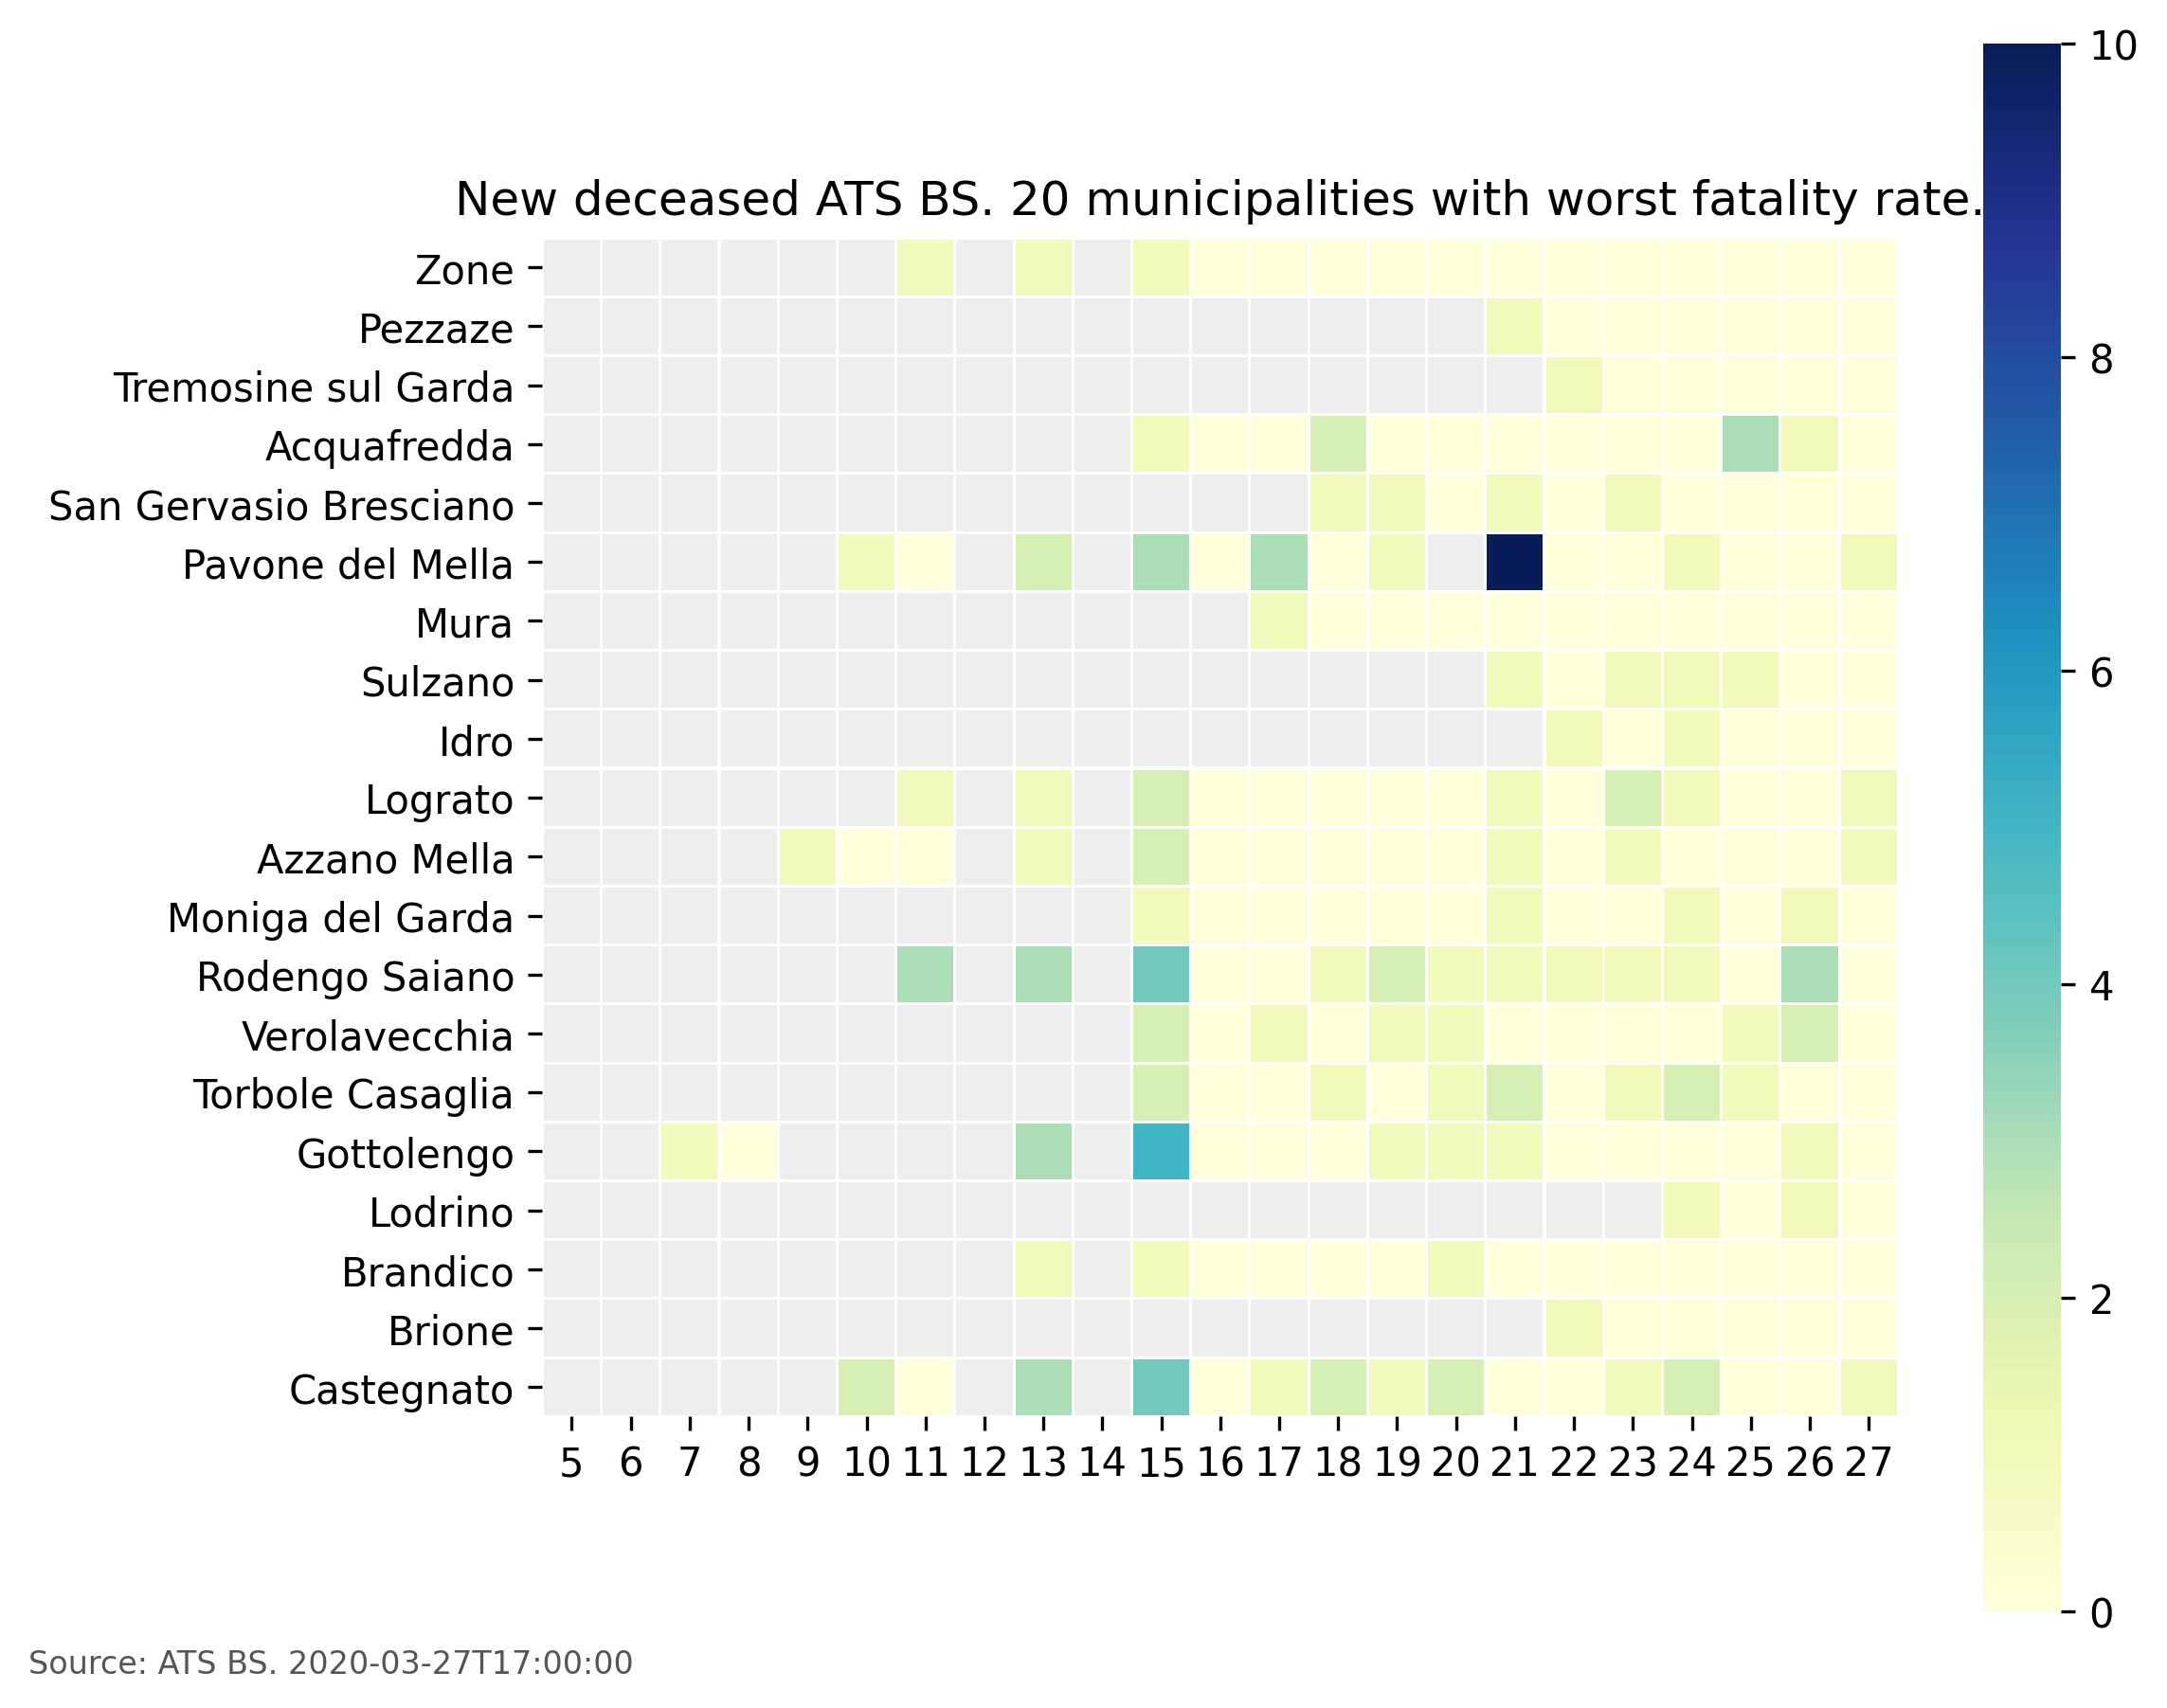 New deceased ATS BS. 20 municipalities with worst fatality rate.
Zone
Pezzaze
Tremosine sul Garda
Acquafredda
San Gervasio Bresciano
Pavone del Mella
Mura
Sulzano
Idro
Lograto
Azzano Mella
Moniga del Garda
Rodengo Saiano
Verolavecchia
Torbole Casaglia
Gottolengo
Lodrino
Brandico
Brione
Castegnato
5 6 7 8 9 10 11 12 13 14 15 16 17 18 19 20 21 22 23 24 25 26 27
10
8
6
4
2
0
Source: ATS BS. 2020-03-27T17:00:00